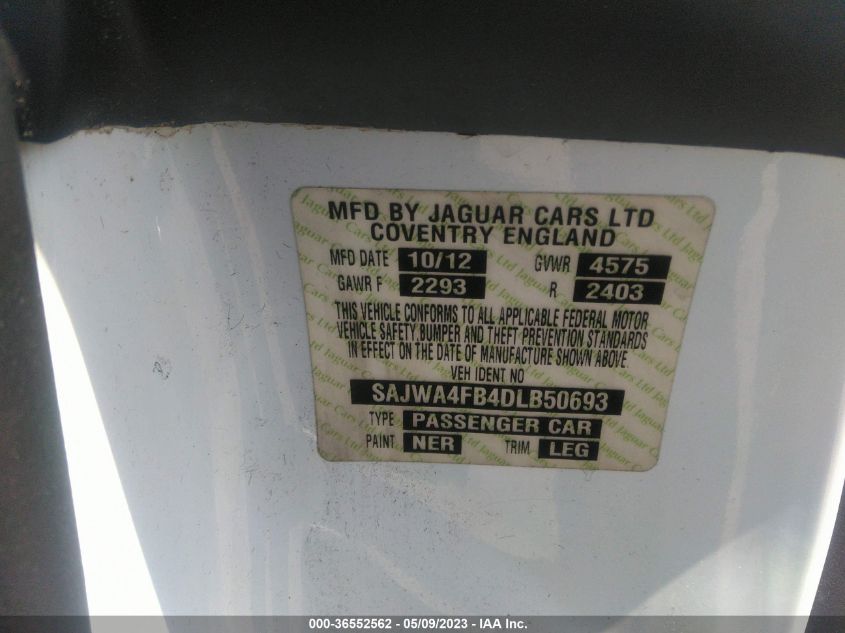 MFD BY JAGUAR CARS LTD
COVENTRY ENGLAND
MFD DATE 10/12 GVWR 4575
GAWR F 2293 R 2403
THIS VEHICLE CONFORMS TO ALL APPLICABLE FEDERAL MOTOR
VEHICLE SAFETY, BUMPER AND THEFT PREVENTION STANDARDS
IN EFFECT ON THE DATE OF MANUFACTURE SHOWN ABOVE.
VEH IDENT NO
SAJWA4FB4DLB50693
TYPE PASSENGER CAR
PAINT NER TRIM LEG
000-36552562 - 05/09/2023 - IAA Inc.